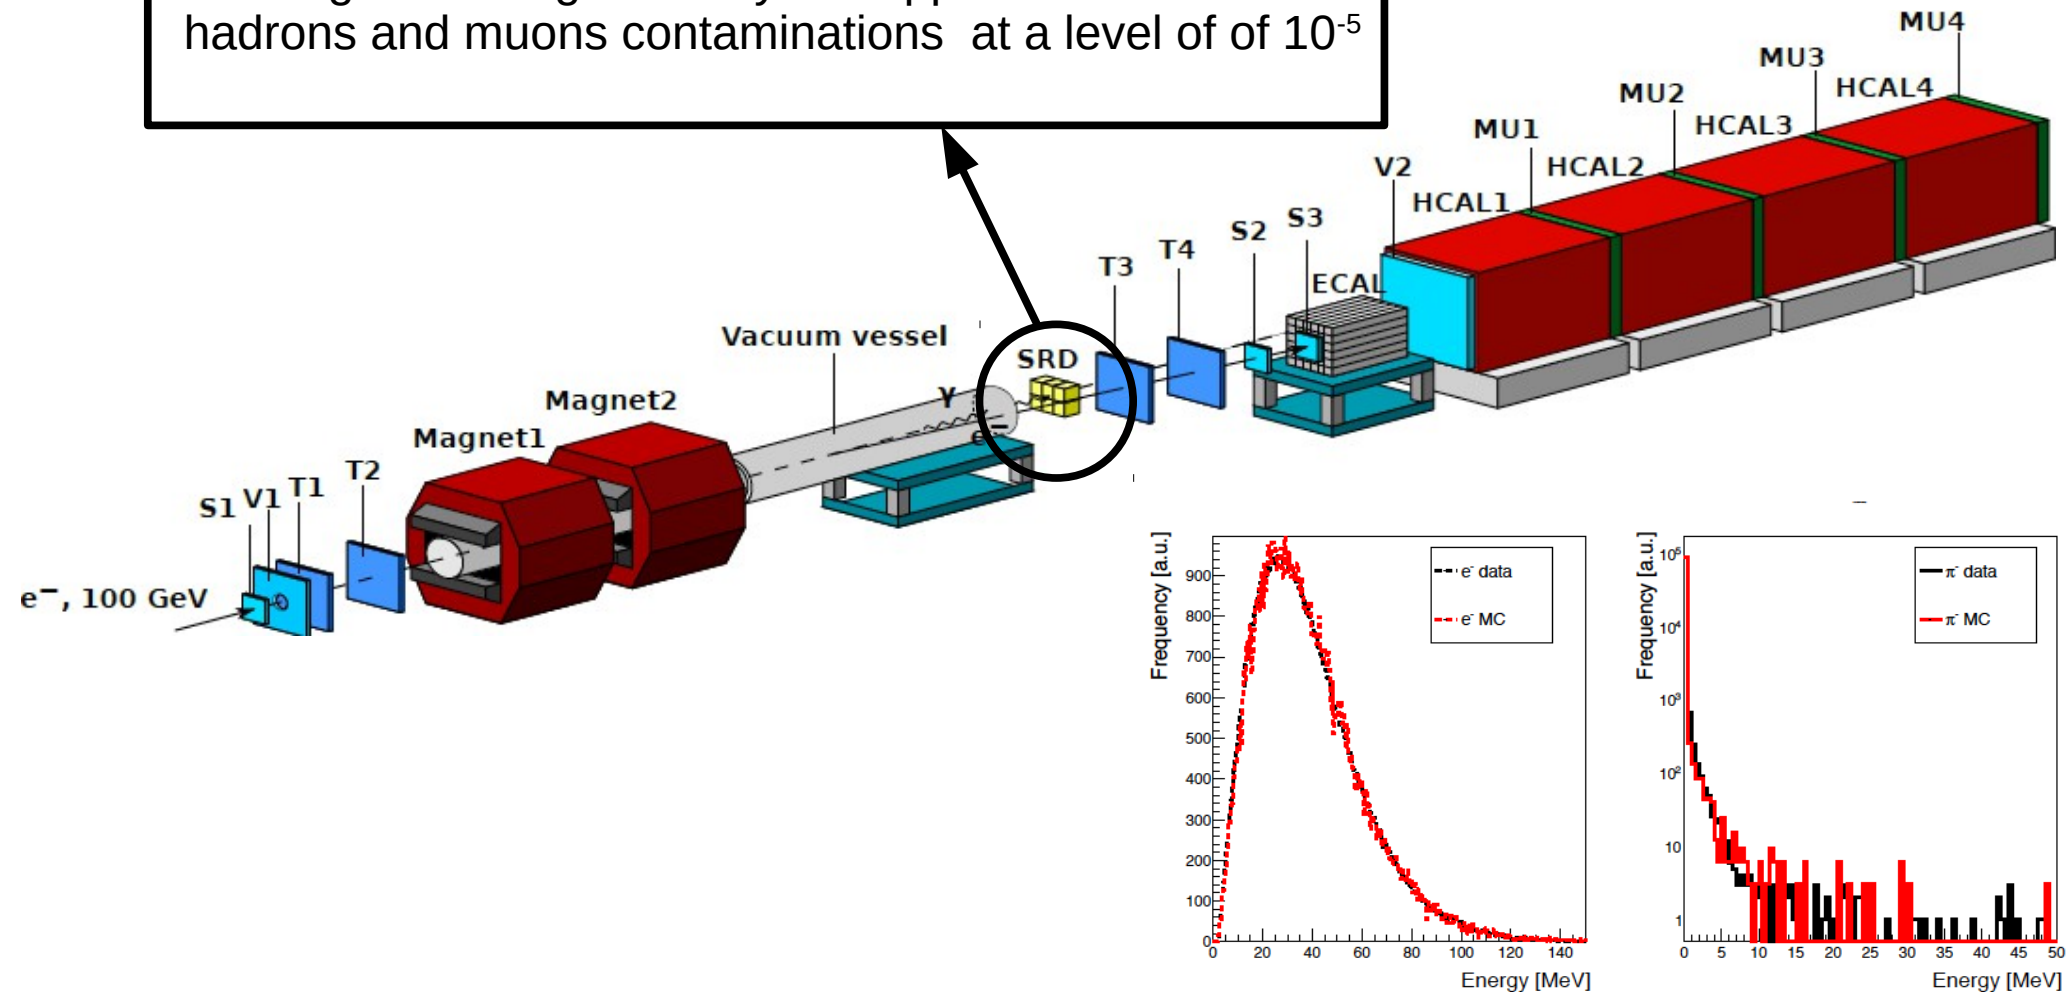 hadrons and muons contaminations at a level of of 10-5
MU4
MU3
HCAL4
MU2
HCAL3
MU1
HCAL2
V2
HCAL1
S3
S2
T4
T3
ECAL
Vacuum vessel
SRD
γ
e−
Magnet2
Magnet1
T2
T1
V1
S1
e−, 100 GeV
Frequency [a.u.]
e- data
e- MC
900
800
700
600
500
400
300
200
100
0
0 20 40 60 80 100 120 140
Energy [MeV]
Frequency [a.u.]
π- data
π- MC
105
104
103
102
10
1
0 5 10 15 20 25 30 35 40 45 50
Energy [MeV]